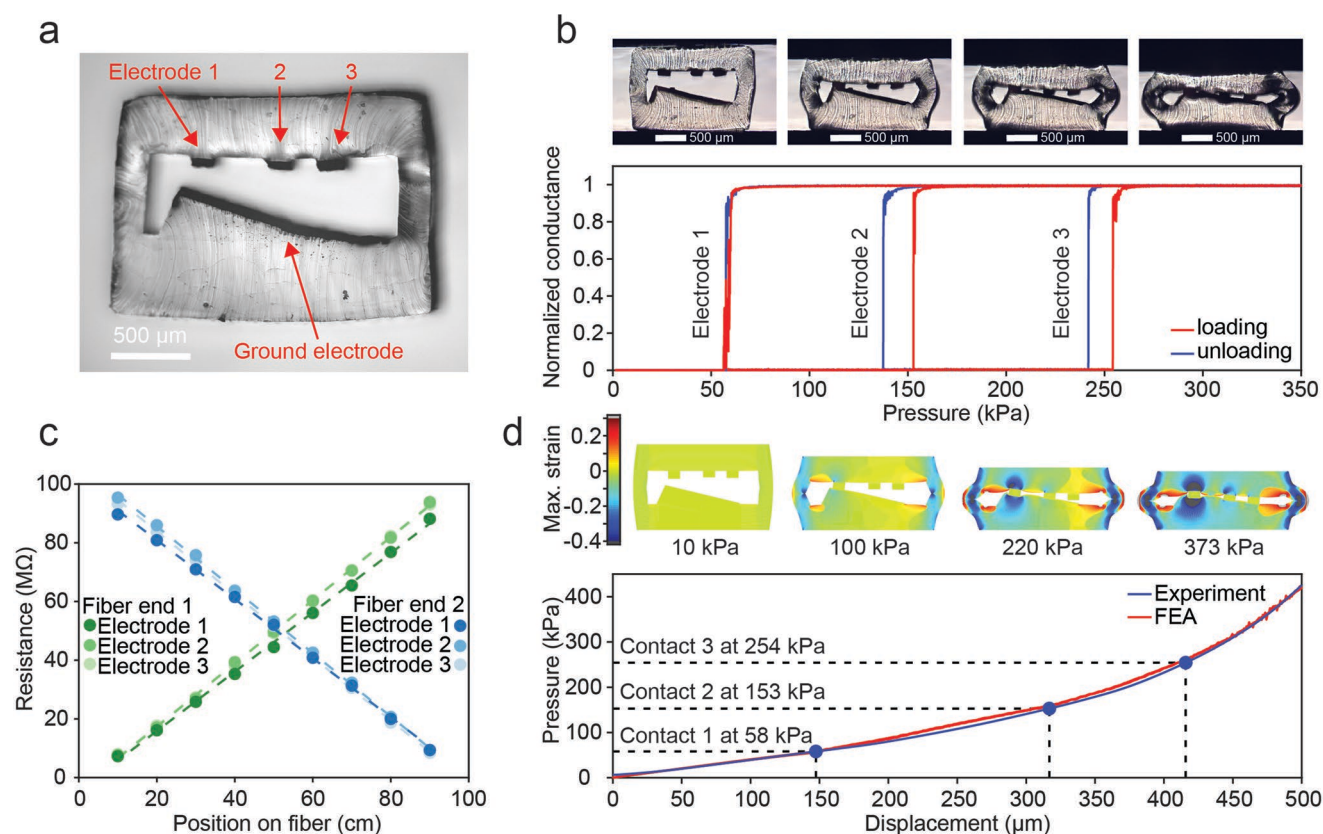 a
Electrode 1
2
3
500 µm
Ground electrode
b
500 µm
500 µm
500 µm
500 µm
Normalized conductance
1
0.8
0.6
0.4
0.2
0
Electrode 1
Electrode 2
Electrode 3
loading
unloading
0
50
100
150
200
250
300
350
Pressure (kPa)
c
Resistance (MΩ)
100
80
60
40
20
0
Fiber end 1
Electrode 1
Electrode 2
Electrode 3
Fiber end 2
Electrode 1
Electrode 2
Electrode 3
0
20
40
60
80
100
Position on fiber (cm)
d
Max. strain
0.2
0
-0.2
-0.4
10 kPa
100 kPa
220 kPa
373 kPa
Pressure (kPa)
400
300
200
100
0
Experiment
FEA
Contact 3 at 254 kPa
Contact 2 at 153 kPa
Contact 1 at 58 kPa
0
50
100
150
200
250
300
350
400
450
500
Displacement (µm)